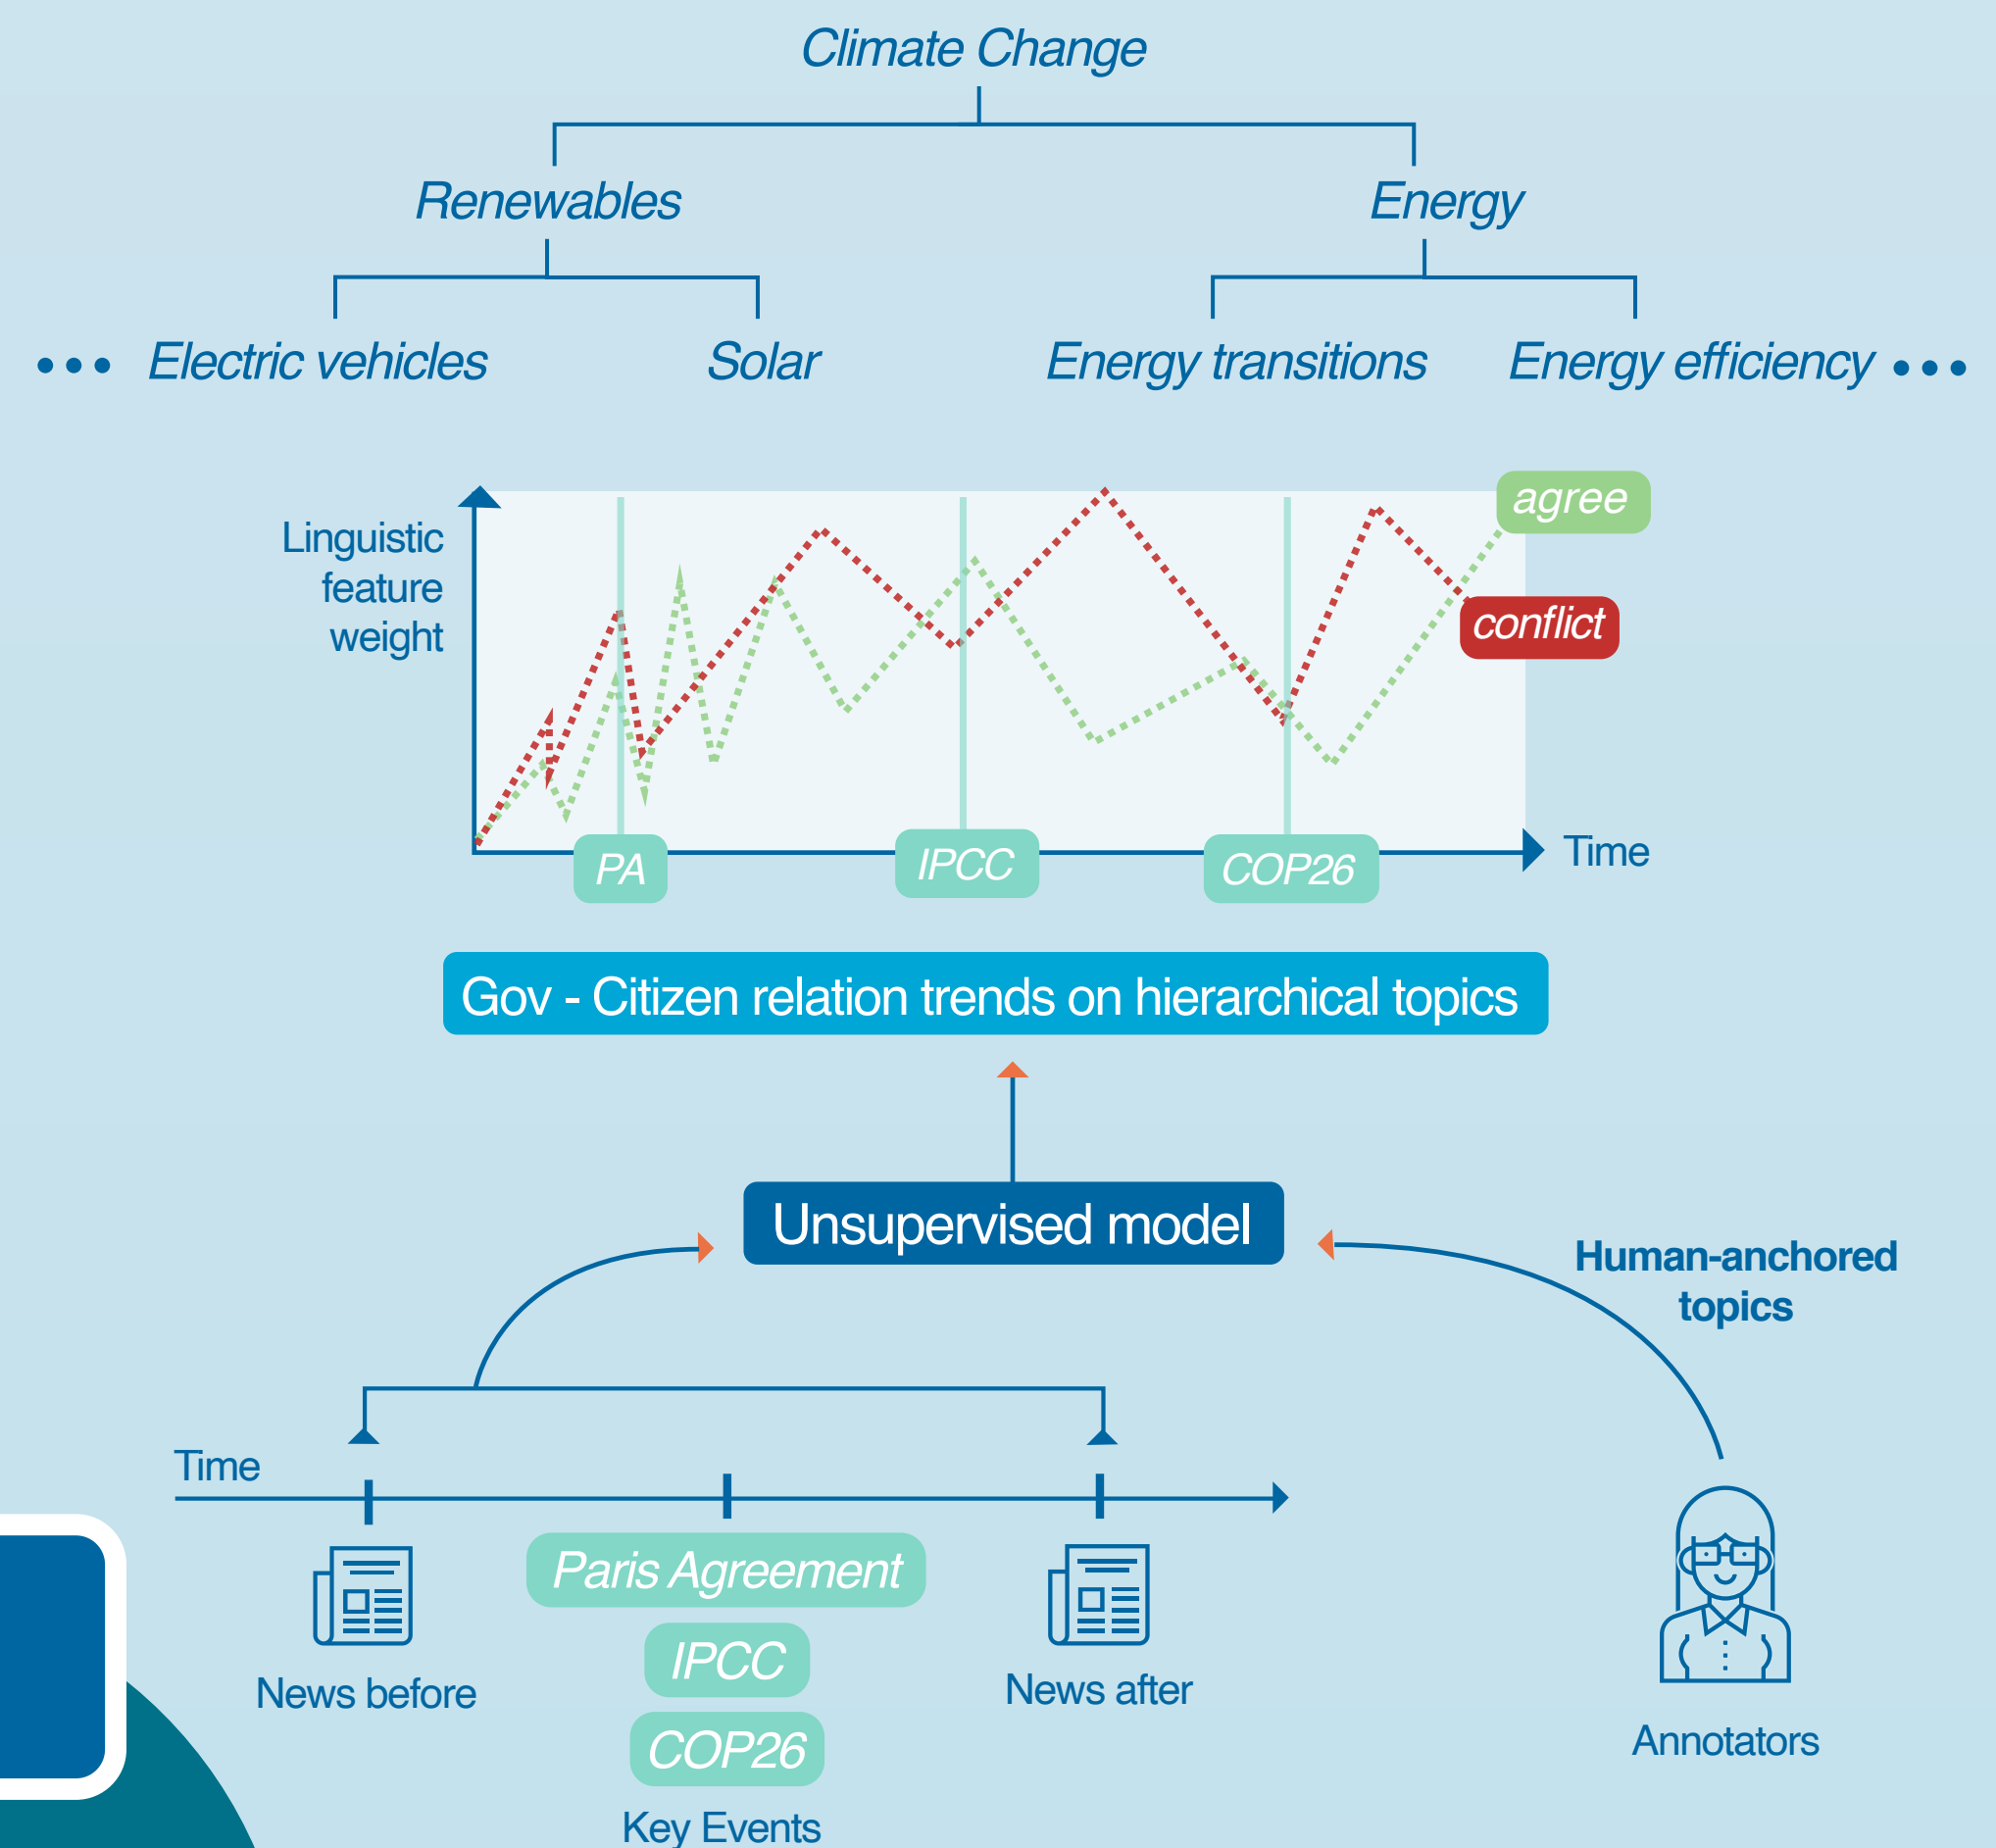 Climate Change
Renewables
Energy
Electric vehicles
Solar
Energy transitions
Energy efficiency
agree
Linguistic
feature
weight
conflict
PA
IPCC
COP26
Time
Gov - Citizen relation trends on hierarchical topics
Unsupervised model
Human-anchored
topics
Time
Paris Agreement
IPCC
COP26
News before
News after
Key Events
Annotators